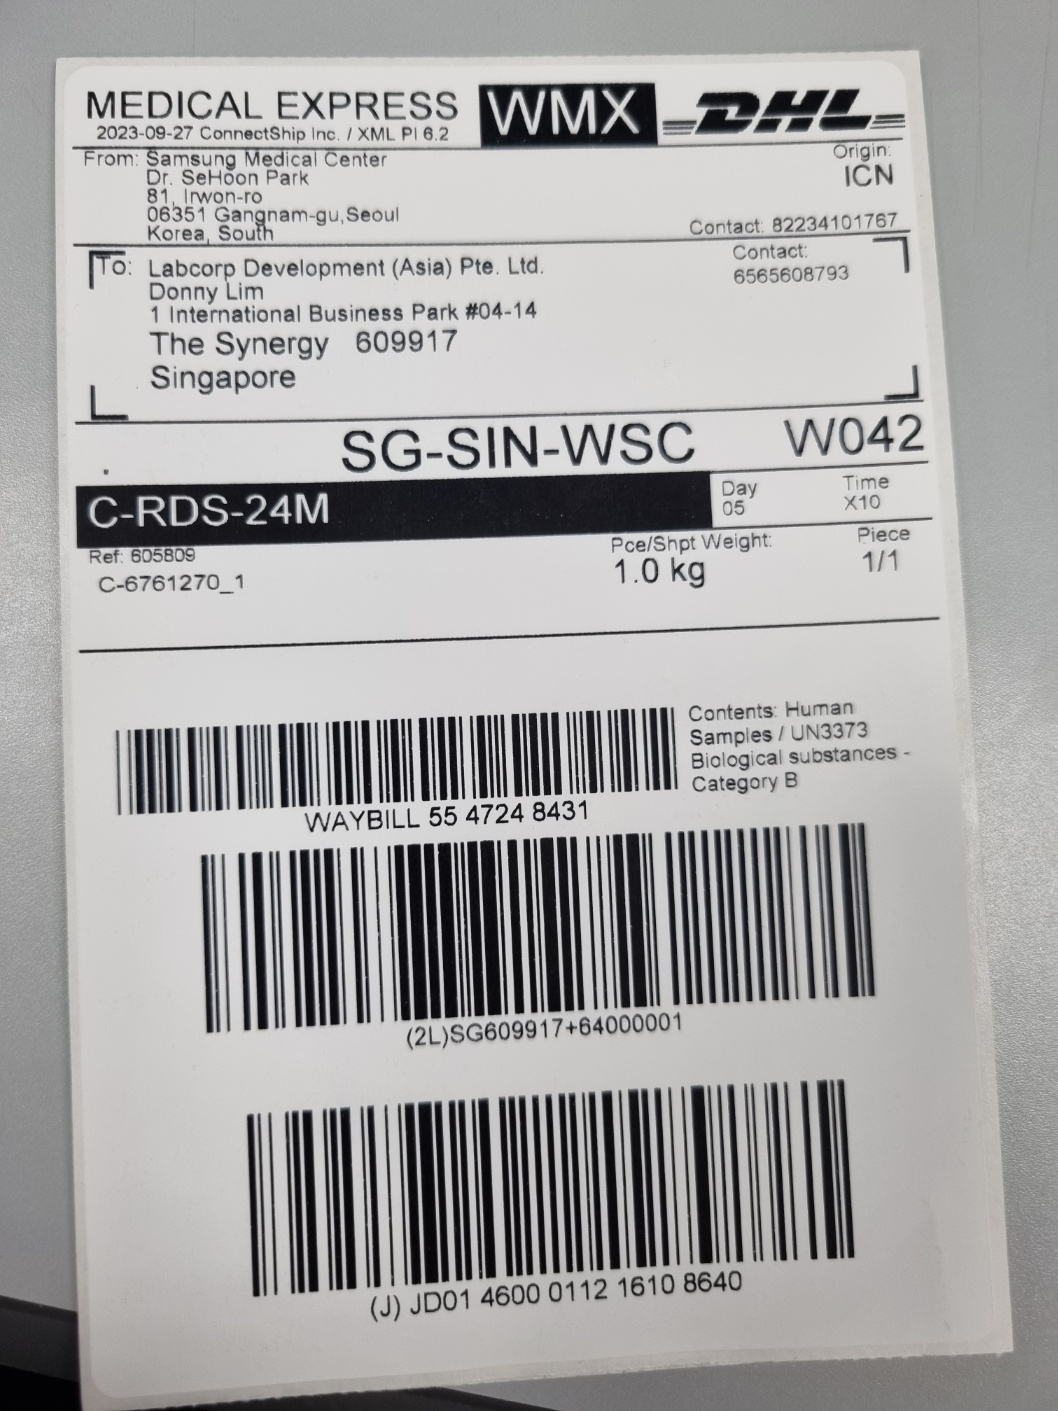 MEDICAL EXPRESS WMX DHL
2023-09-27 ConnectShip Inc. / XML PI 6.2
From: Samsung Medical Center
Dr. SeHoon Park
81, Irwon-ro
06351 Gangnam-gu,Seoul
Korea, South
Origin:
ICN
Contact: 82234101767
To: Labcorp Development (Asia) Pte. Ltd.
Donny Lim
1 International Business Park #04-14
The Synergy 609917
Singapore
Contact:
6565608793
SG-SIN-WSC W042
C-RDS-24M
Day
05
Time
X10
Ref: 605809
C-6761270_1
Pce/Shpt Weight:
1.0 kg
Piece
1/1
Contents: Human
Samples / UN3373
Biological substances -
Category B
WAYBILL 55 4724 8431
(2L)SG609917+64000001
(J) JD01 4600 0112 1610 8640